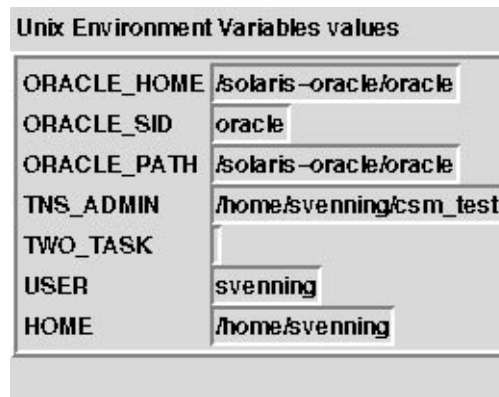 Unix Environment Variables values
ORACLE_HOME /solaris-oracle/oracle
ORACLE_SID oracle
ORACLE_PATH /solaris-oracle/oracle
TNS_ADMIN /home/svenning/csm_test
TWO_TASK
USER svenning
HOME /home/svenning